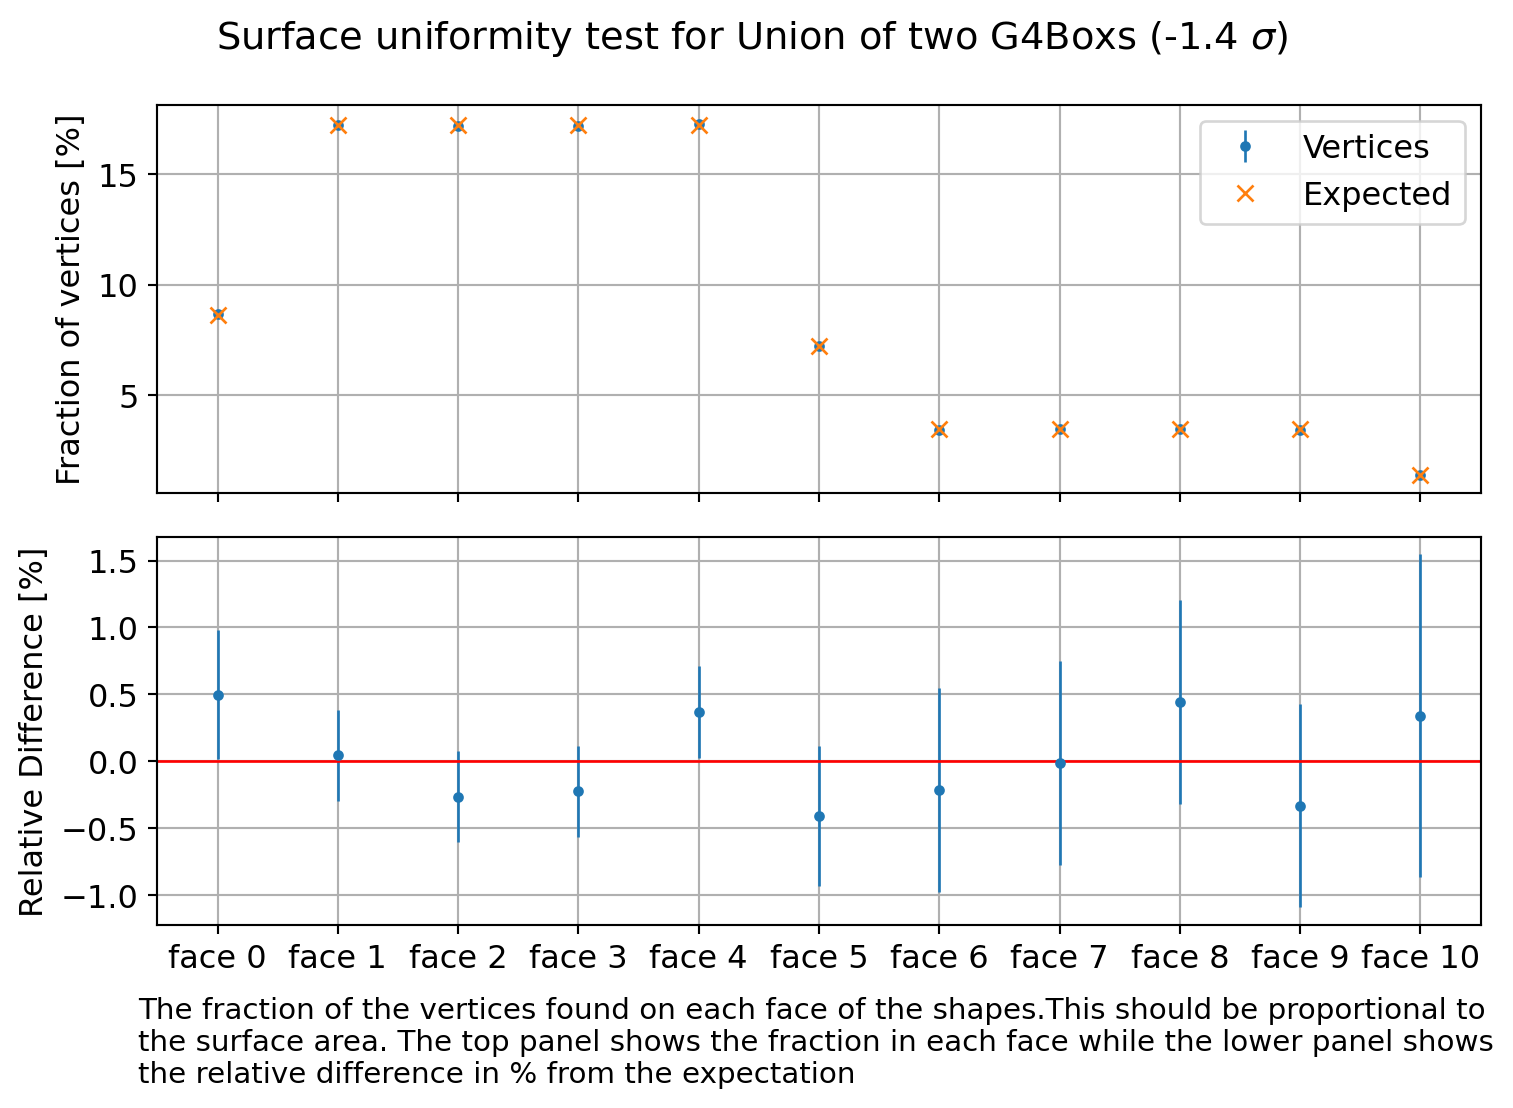 Surface uniformity test for Union of two G4Boxs (-1.4 σ)
Fraction of vertices [%]
15
10
5
Vertices
Expected
Relative Difference [%]
1.5
1.0
0.5
0.0
−0.5
−1.0
face 0 face 1 face 2 face 3 face 4 face 5 face 6 face 7 face 8 face 9 face 10
The fraction of the vertices found on each face of the shapes.This should be proportional to
the surface area. The top panel shows the fraction in each face while the lower panel shows
the relative difference in % from the expectation